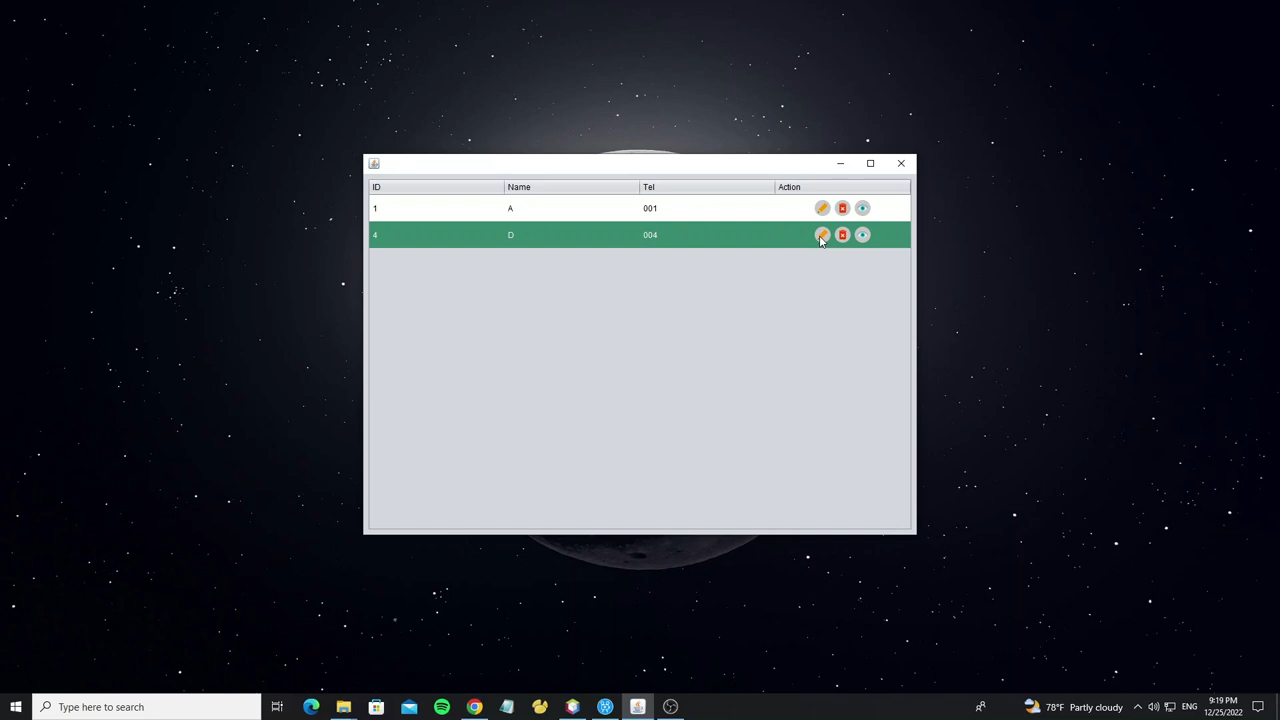 ID Name Tel Action
1 A 001
4 D 004
Type here to search
78°F Partly cloudy
ENG
9:19 PM
12/25/2022